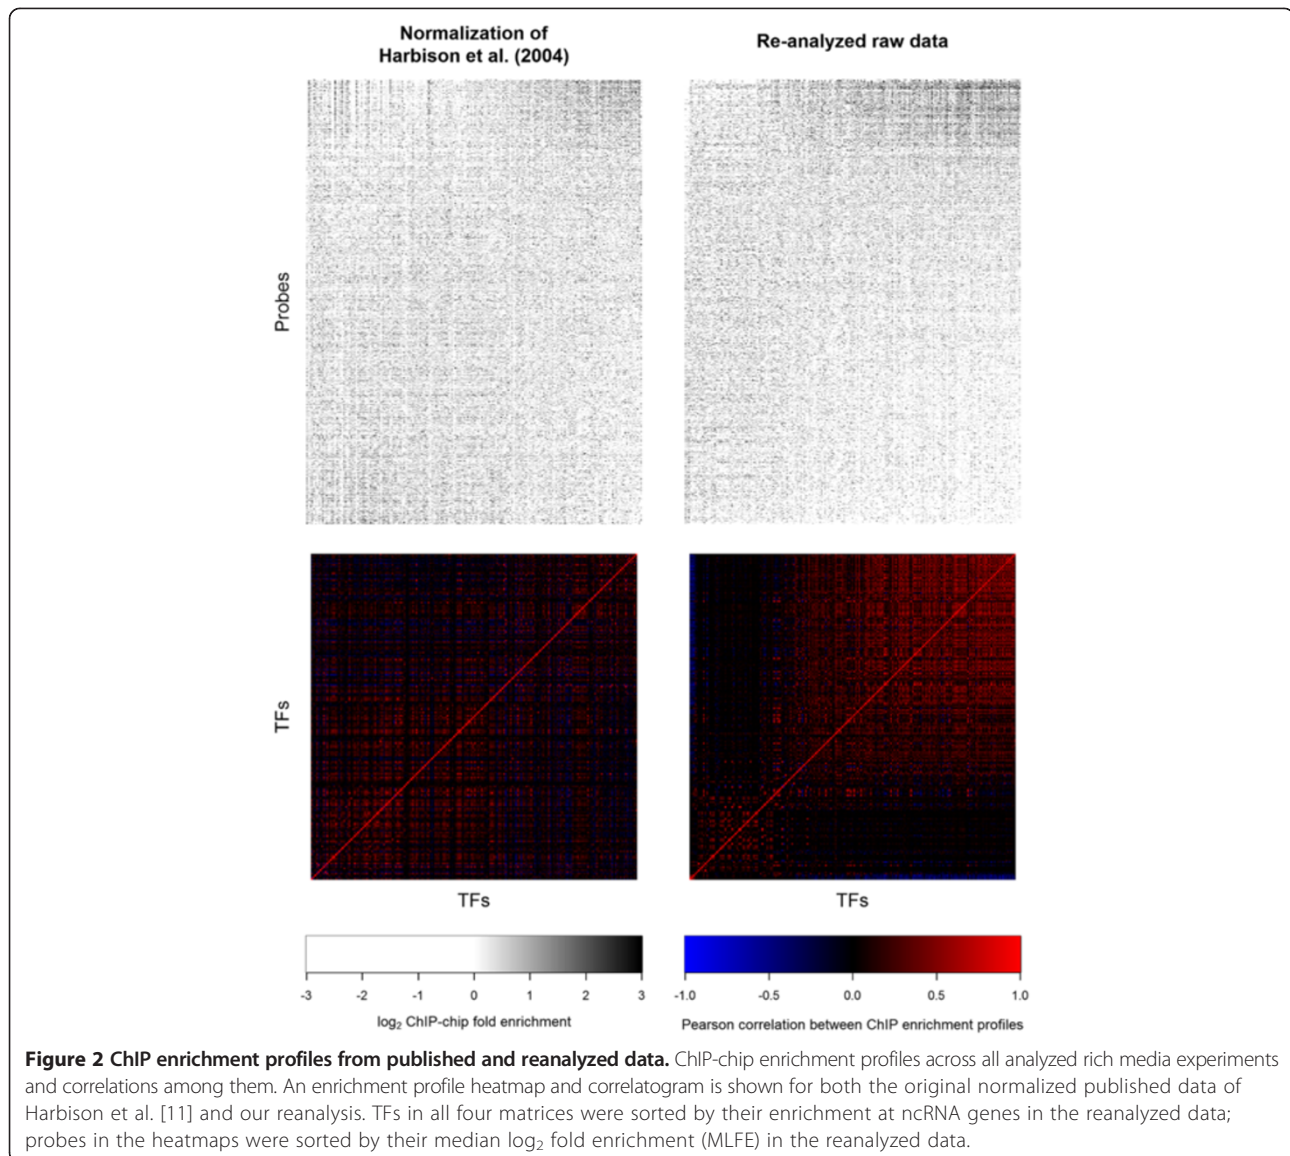 Normalization of
Harbison et al. (2004)
Re-analyzed raw data
Probes
TFs
TFs
TFs
-3 -2 -1 0 1 2 3
log₂ ChIP-chip fold enrichment
-1.0 -0.5 0.0 0.5 1.0
Pearson correlation between ChIP enrichment profiles
Figure 2 ChIP enrichment profiles from published and reanalyzed data. ChIP-chip enrichment profiles across all analyzed rich media experiments
and correlations among them. An enrichment profile heatmap and correlatogram is shown for both the original normalized published data of
Harbison et al. [11] and our reanalysis. TFs in all four matrices were sorted by their enrichment at ncRNA genes in the reanalyzed data;
probes in the heatmaps were sorted by their median log₂ fold enrichment (MLFE) in the reanalyzed data.